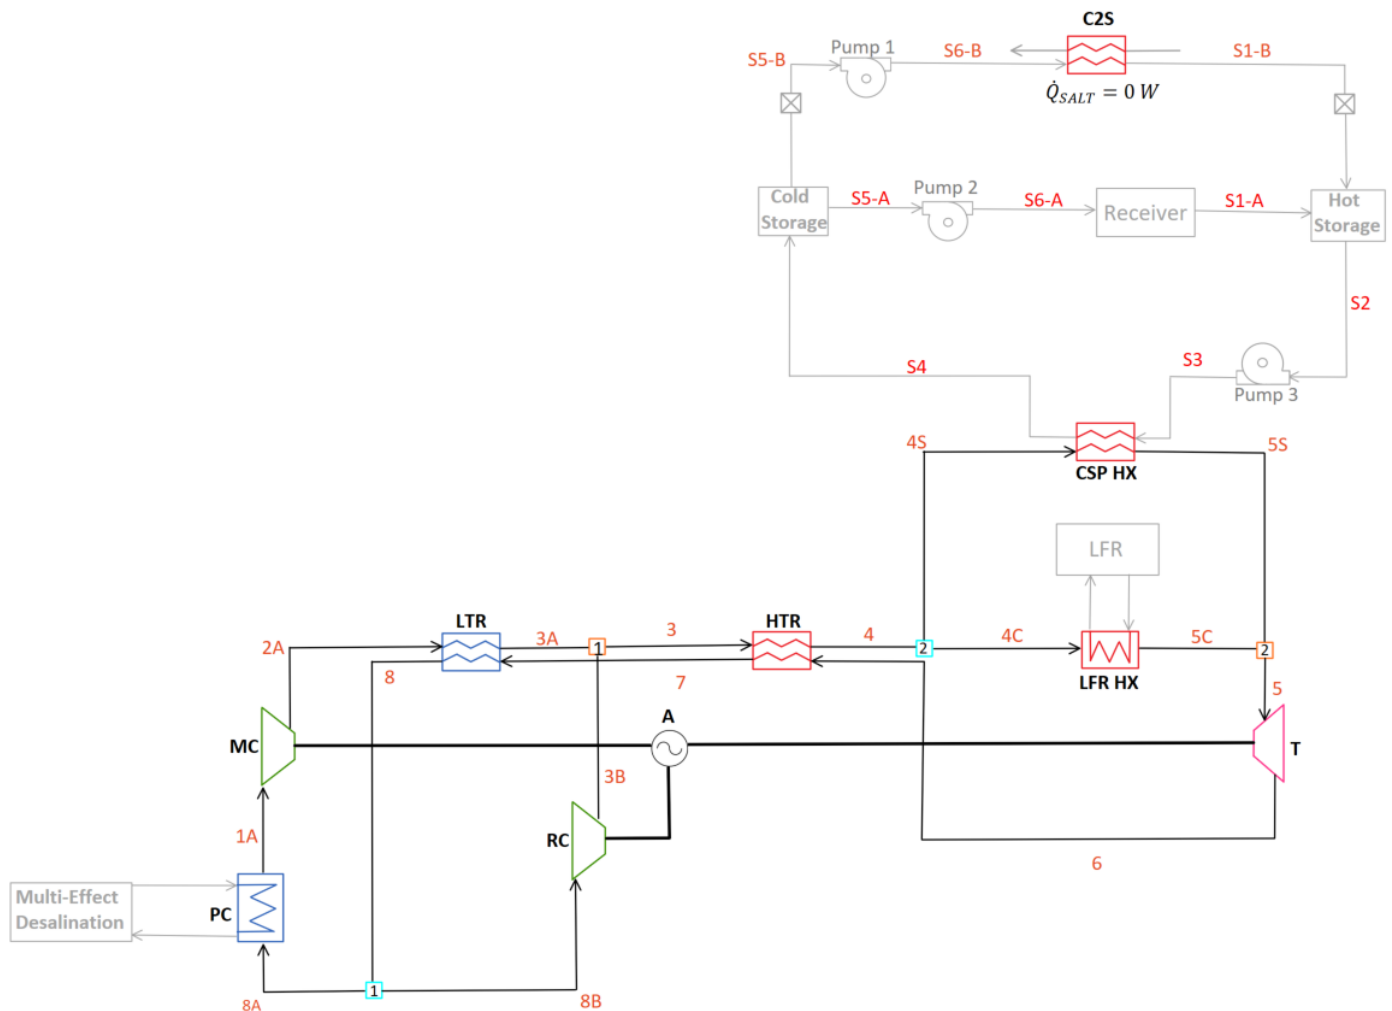 C2S
Pump 1
S5-B
S6-B
S1-B
Q̇SALT = 0 W
Cold
Storage
S5-A
Pump 2
S6-A
Receiver
S1-A
Hot
Storage
S2
S4
S3
Pump 3
4S
5S
CSP HX
LFR
LTR
HTR
2A
3A
1
3
4
2
4C
5C
2
8
7
LFR HX
5
A
MC
T
3B
1A
RC
6
Multi-Effect
Desalination
PC
8A
1
8B